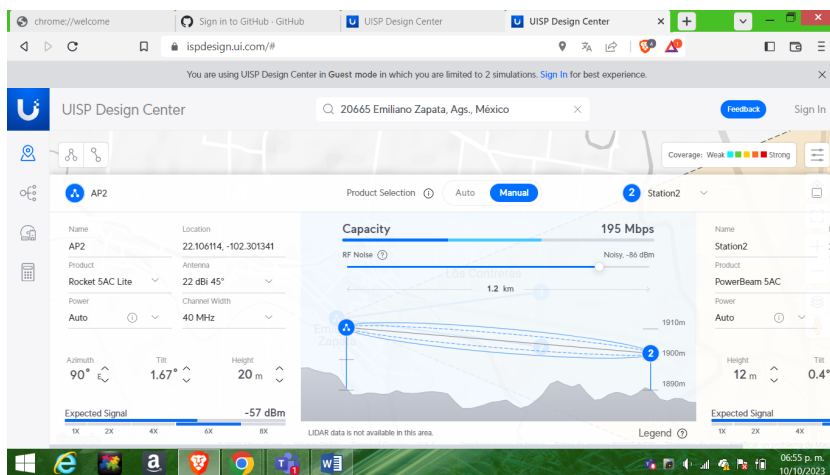 chrome://welcome
Sign in to GitHub · GitHub
UISP Design Center
UISP Design Center
ispdesign.ui.com/#
You are using UISP Design Center in Guest mode in which you are limited to 2 simulations. Sign In for best experience.
UISP Design Center
20665 Emiliano Zapata, Ags., México
Feedback
Sign In
Coverage: Weak Strong
AP2
Product Selection
Auto
Manual
2 Station2
Name
AP2
Location
22.106114, -102.301341
Product
Rocket 5AC Lite
Antenna
22 dBi 45°
Power
Auto
Channel Width
40 MHz
Azimuth
90° E
Tilt
1.67°
Height
20 m
Expected Signal
-57 dBm
1X 2X 4X 6X 8X
Capacity
195 Mbps
RF Noise
Noisy, -86 dBm
Los Contreras
1.2 km
Emiliano
Zapata
1910m
2
1900m
1890m
LIDAR data is not available in this area.
Legend
Name
Station2
Product
PowerBeam 5AC
Power
Auto
Height
12 m
Tilt
0.4°
Expected Signal
1X 2X 4X
06:55 p. m.
10/10/2023